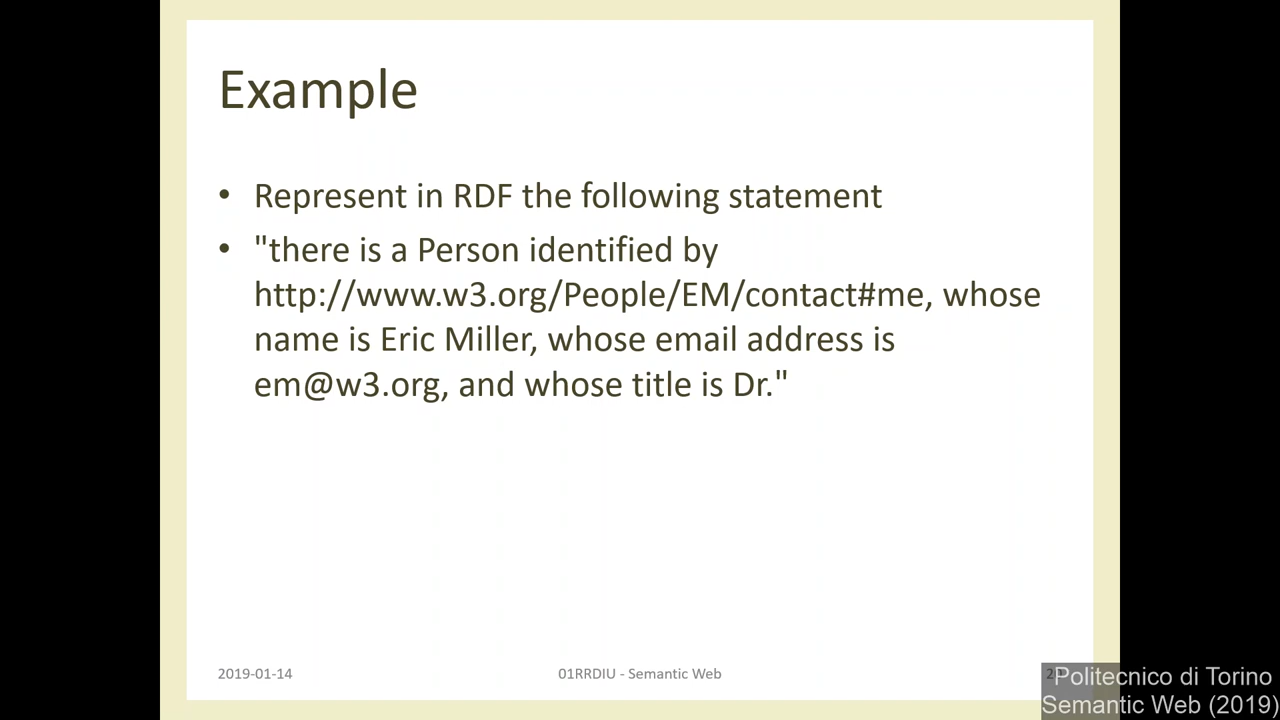 Example
• Represent in RDF the following statement
• "there is a Person identified by
http://www.w3.org/People/EM/contact#me, whose
name is Eric Miller, whose email address is
em@w3.org, and whose title is Dr."
2019-01-14
01RRDIU - Semantic Web
Politecnico di Torino
Semantic Web (2019)